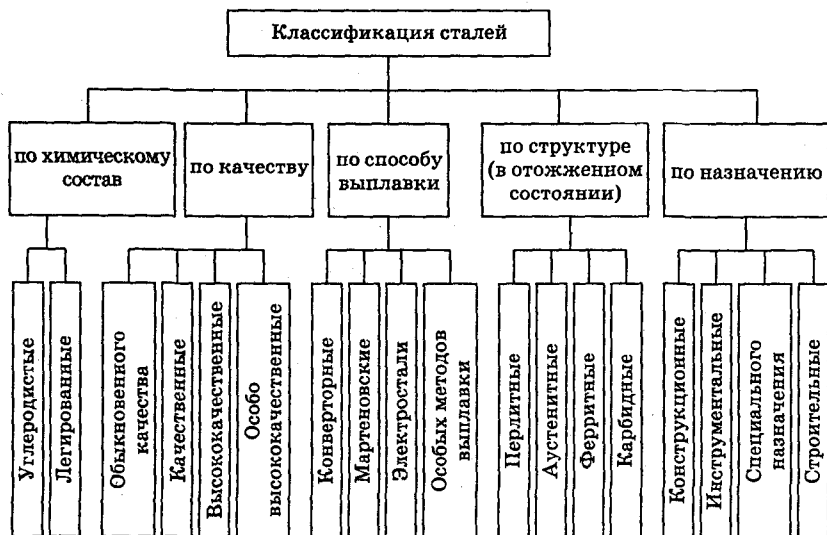 Классификация сталей
по химическому
состав
по качеству
по способу
выплавки
по структуре
(в отожженном
состоянии)
по назначению
Углеродистые
Легированные
Обыкновенного
качества
Качественные
Высококачественные
Особо
высококачественные
Конверторные
Мартеновские
Электростали
Особых методов
выплавки
Перлитные
Аустенитные
Ферритные
Карбидные
Конструкционные
Инструментальные
Специального
назначения
Строительные